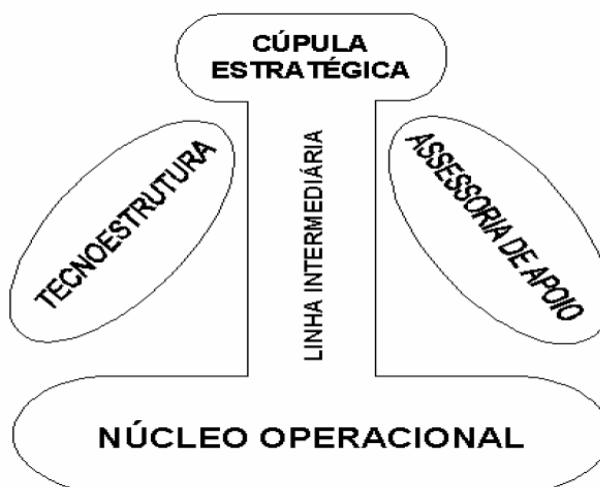 CÚPULA
ESTRATÉGICA
TECNOESTRUTURA
LINHA INTERMEDIÁRIA
ASSESSORIA DE APOIO
NÚCLEO OPERACIONAL